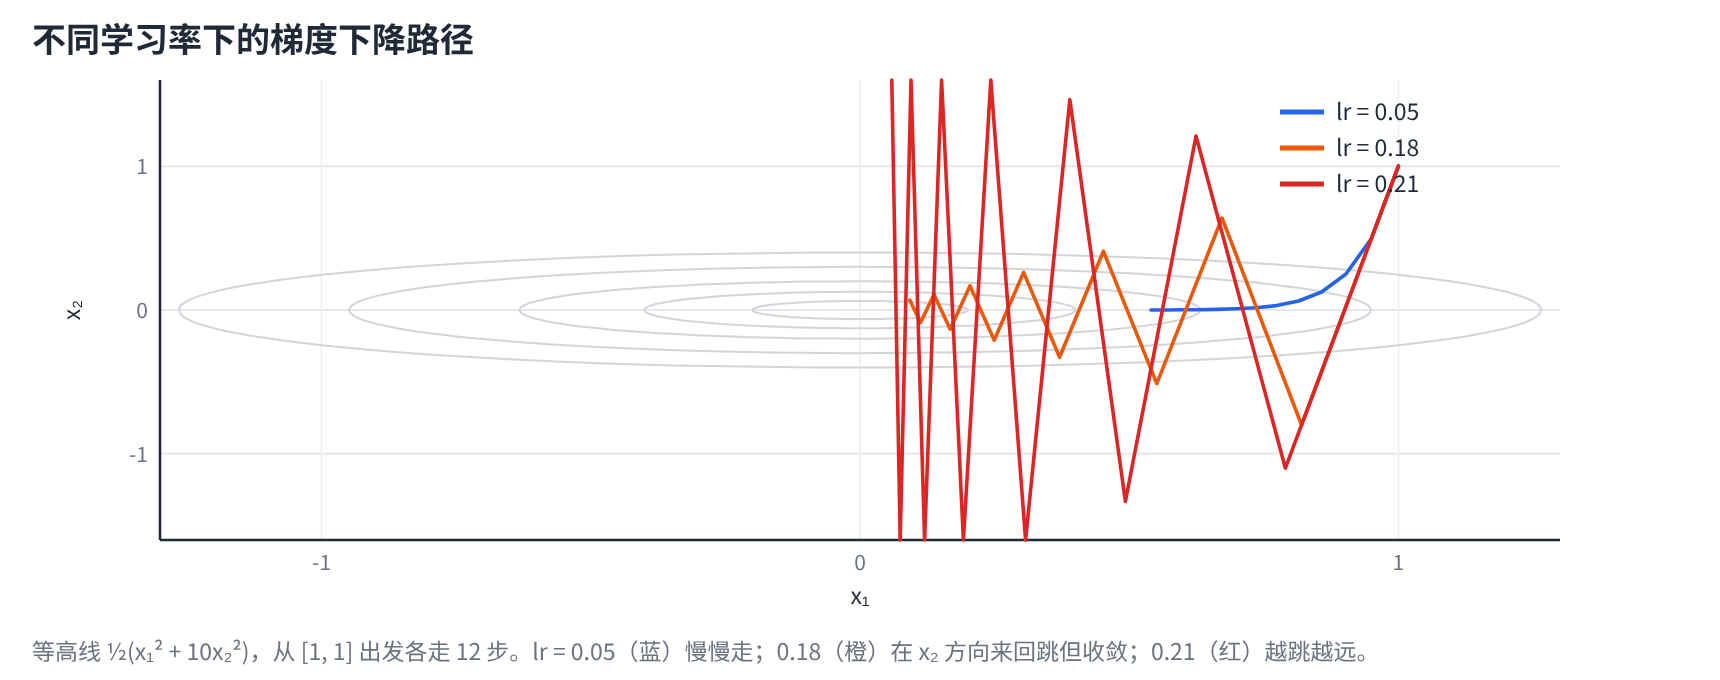 不同学习率下的梯度下降路径
lr = 0.05
lr = 0.18
lr = 0.21
1
0
-1
x₂
-1
0
1
x₁
等高线 ½(x₁² + 10x₂²)，从 [1, 1] 出发各走 12 步。lr = 0.05（蓝）慢慢走；0.18（橙）在 x₂ 方向来回跳但收敛；0.21（红）越跳越远。